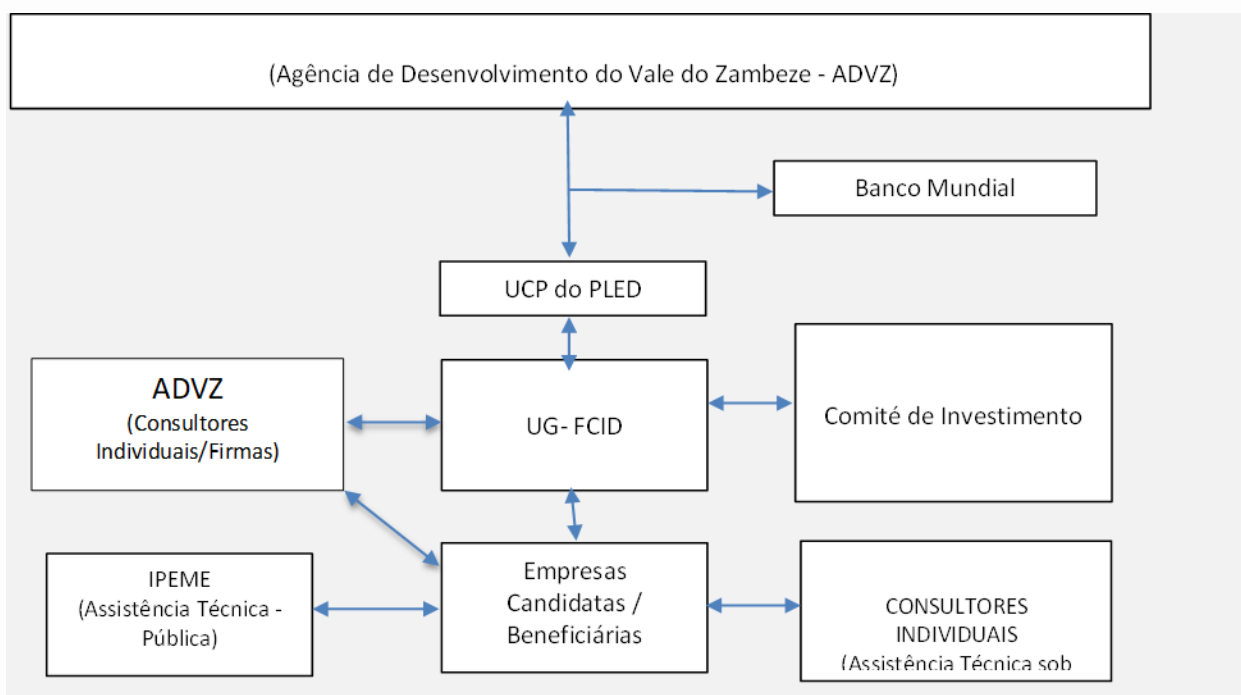 (Agência de Desenvolvimento do Vale do Zambeze - ADVZ)
Banco Mundial
UCP do PLED
ADVZ
(Consultores
Individuais/Firmas)
UG- FCID
Comité de Investimento
IPEME
(Assistência Técnica -
Pública)
Empresas
Candidatas /
Beneficiárias
CONSULTORES
INDIVIDUAIS
(Assistência Técnica sob